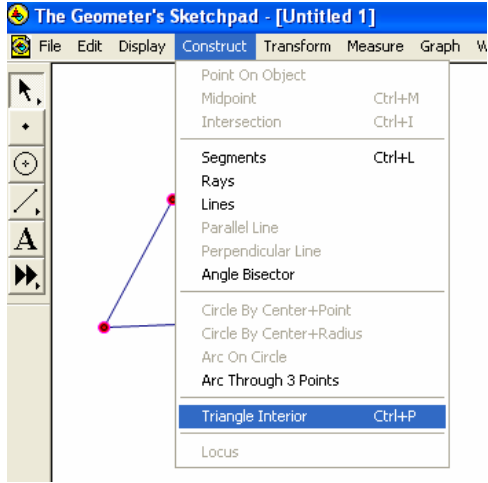 The Geometer's Sketchpad - [Untitled 1]
File Edit Display Construct Transform Measure Graph W
Point On Object
Midpoint Ctrl+M
Intersection Ctrl+I
Segments Ctrl+L
Rays
Lines
Parallel Line
Perpendicular Line
Angle Bisector
Circle By Center+Point
Circle By Center+Radius
Arc On Circle
Arc Through 3 Points
Triangle Interior Ctrl+P
Locus
A